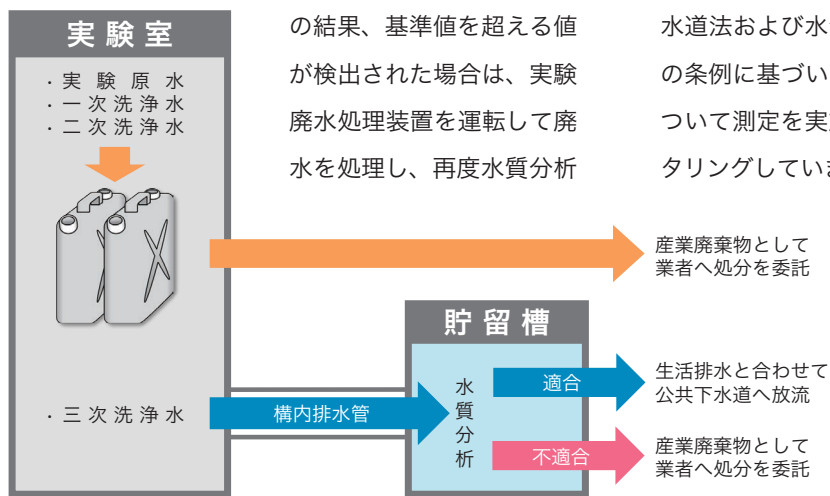 の結果、基準値を超える値
が検出された場合は、実験
廃水処理装置を運転して廃
水を処理し、再度水質分析
水道法および水
の条例に基づい
ついて測定を実
タリングしてい
実験室
・実験原水
・一次洗浄水
・二次洗浄水
産業廃棄物として
業者へ処分を委託
・三次洗浄水
構内排水管
貯留槽
水質分析
適合
生活排水と合わせて
公共下水道へ放流
不適合
産業廃棄物として
業者へ処分を委託